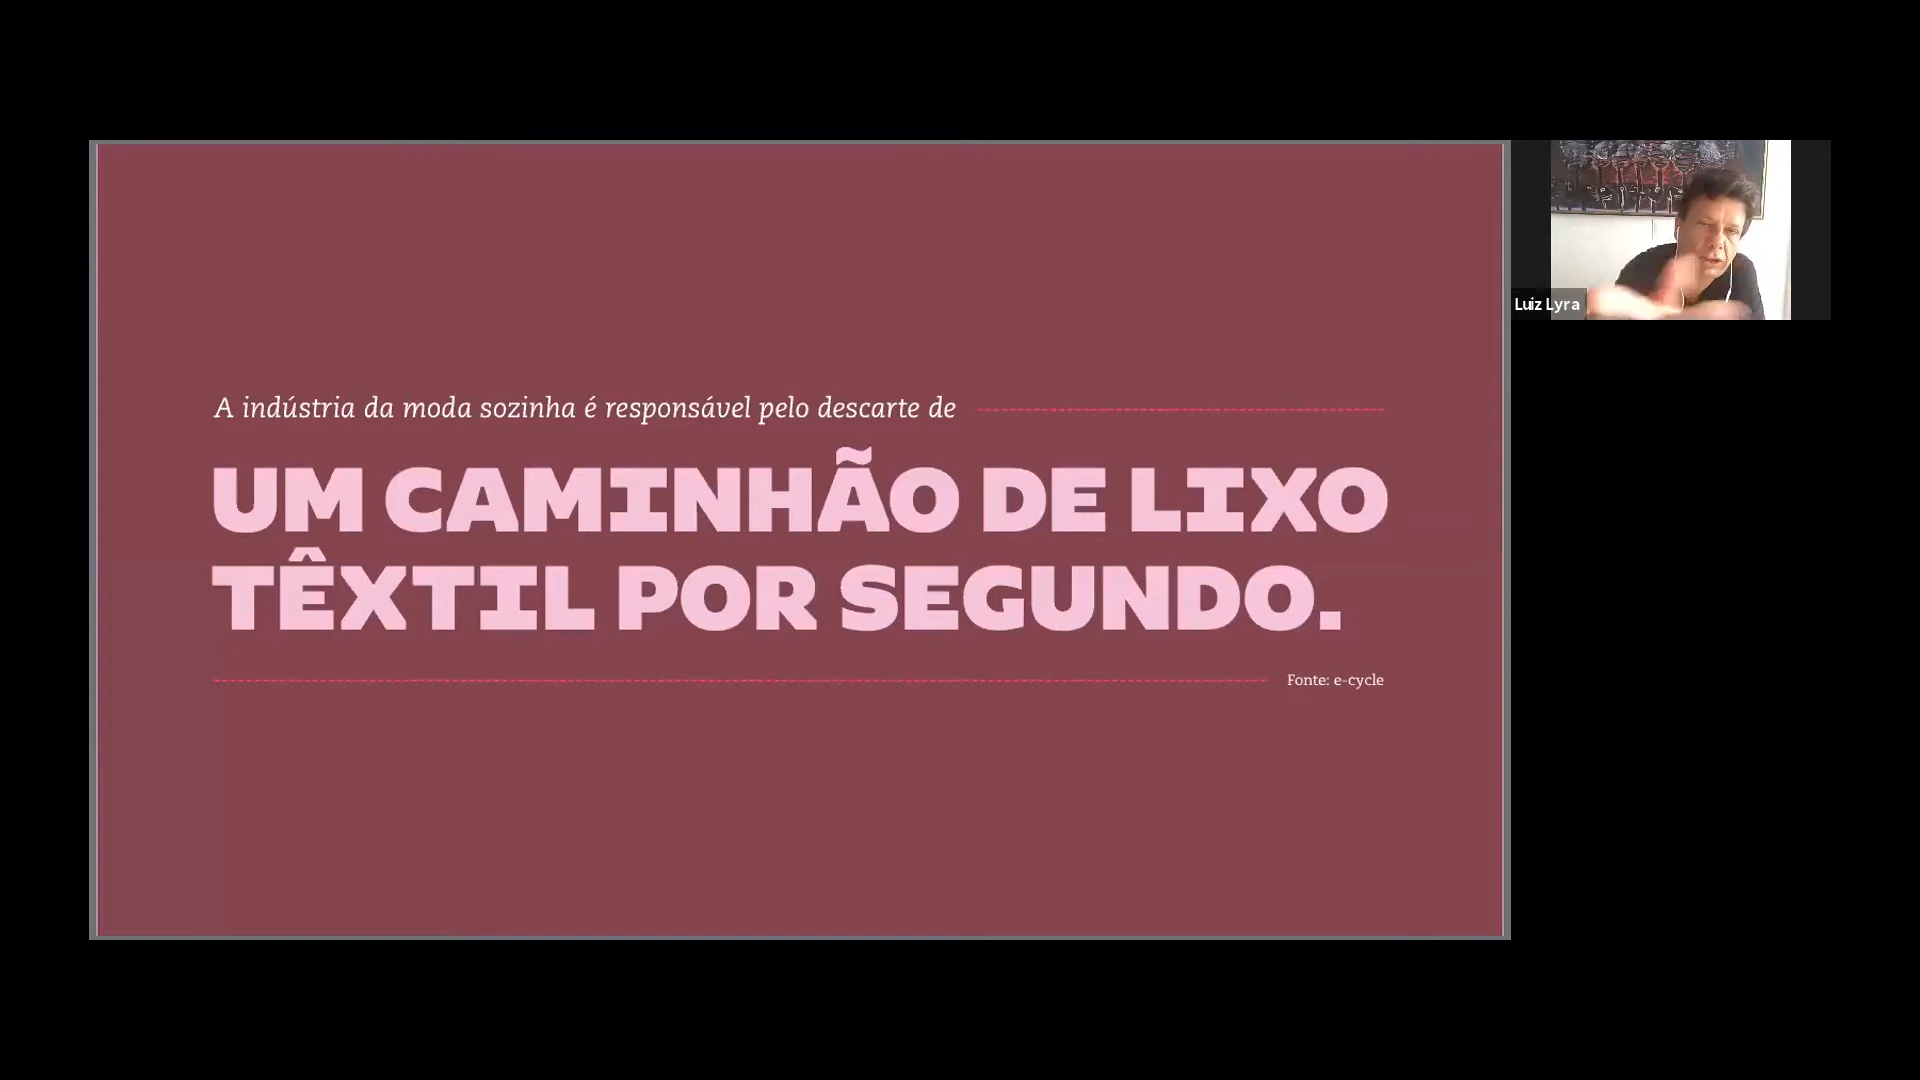 A indústria da moda sozinha é responsável pelo descarte de
UM CAMINHÃO DE LIXO
TÊXTIL POR SEGUNDO.
Fonte: e-cycle
Luiz Lyra